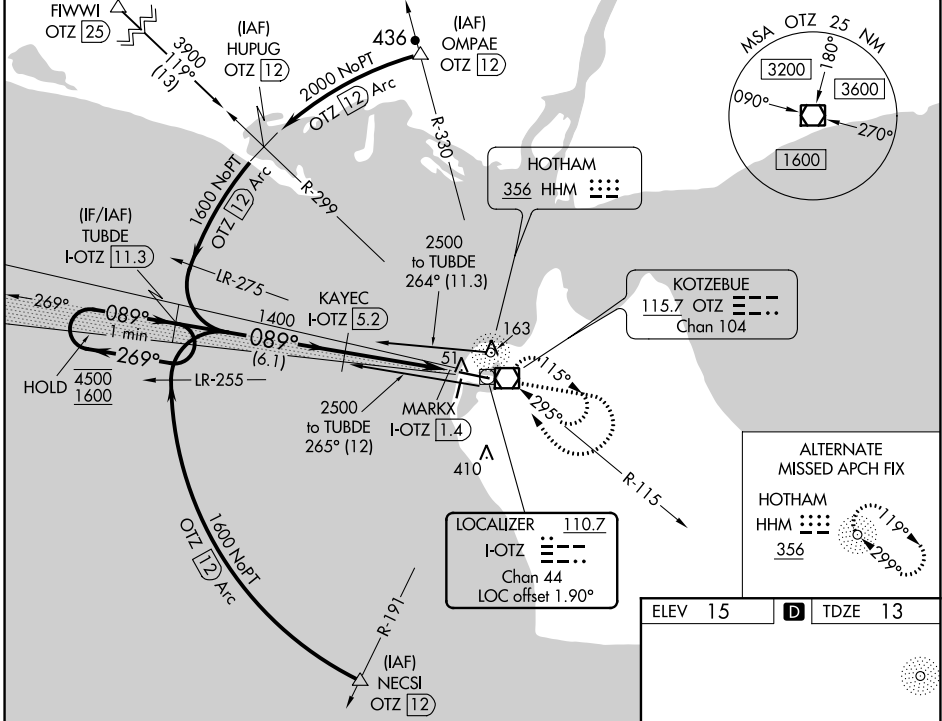 FIWWI
OTZ 25
3900
119°
(13)
(IAF)
HUPUG
OTZ 12
436
(IAF)
OMPAE
OTZ 12
2000 NoPT
OTZ 12 Arc
R-330
R-299
1600 NoPT
OTZ 12 Arc
MSA OTZ 25 NM
180°
3200
3600
090°
270°
1600
HOTHAM
356 HHM
(IF/IAF)
TUBDE
I-OTZ 11.3
LR-275
2500
to TUBDE
264° (11.3)
KOTZEBUE
115.7 OTZ
Chan 104
KAYEC
I-OTZ 5.2
269°
089°
1 min
269°
1400
089°
(6.1)
163
51
HOLD
4500
1600
LR-255
2500
to TUBDE
265° (12)
MARKX
I-OTZ 1.4
115°
295°
R-115
410
ALTERNATE
MISSED APCH FIX
HOTHAM
HHM
356
119°
299°
LOCALIZER 110.7
I-OTZ
Chan 44
LOC offset 1.90°
1600 NoPT
OTZ 12 Arc
R-191
(IAF)
NECSI
OTZ 12
ELEV 15 D TDZE 13